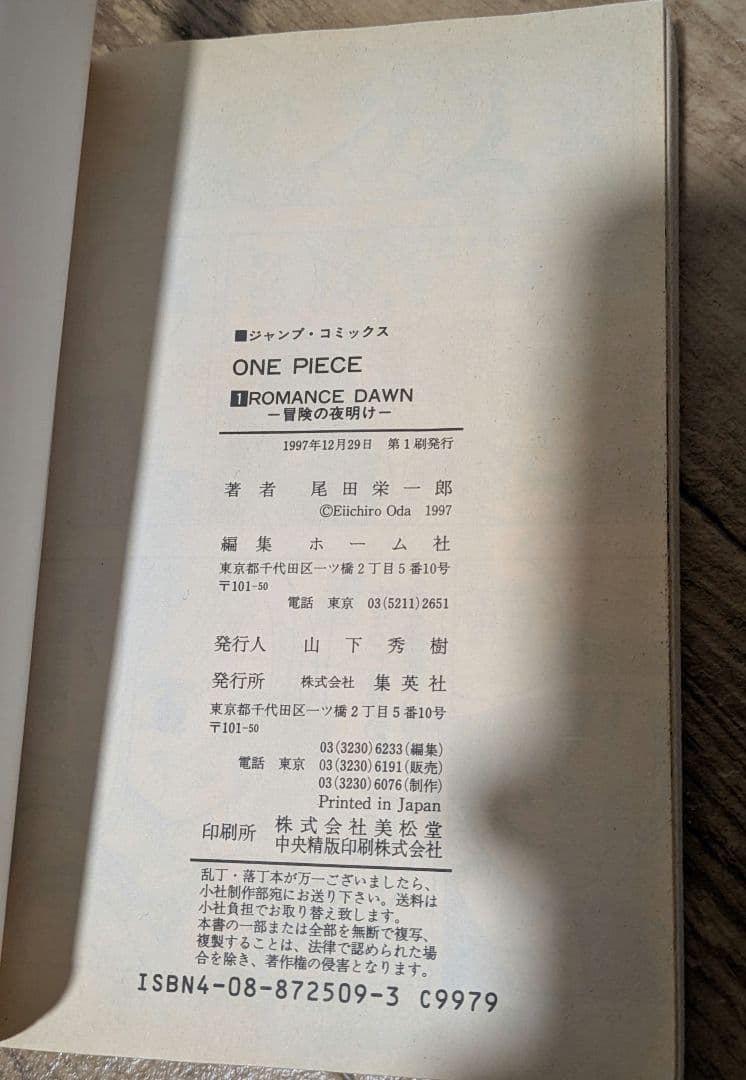 ■ジャンプ・コミックス
ONE PIECE
1 ROMANCE DAWN
―冒険の夜明け―
1997年12月29日 第1刷発行
著者 尾田栄一郎
©Eiichiro Oda 1997
編集 ホーム社
東京都千代田区一ツ橋2丁目5番10号
〒101-50
電話 東京 03(5211)2651
発行人 山下秀樹
発行所 株式会社 集英社
東京都千代田区一ツ橋2丁目5番10号
〒101-50
03(3230)6233(編集)
電話 東京 03(3230)6191(販売)
03(3230)6076(制作)
Printed in Japan
印刷所 株式会社美松堂
中央精版印刷株式会社
乱丁・落丁本が万一ございましたら、
小社制作部宛にお送り下さい。送料は
小社負担でお取り替え致します。
本書の一部または全部を無断で複写、
複製することは、法律で認められた場
合を除き、著作権の侵害となります。
ISBN4-08-872509-3 C9979